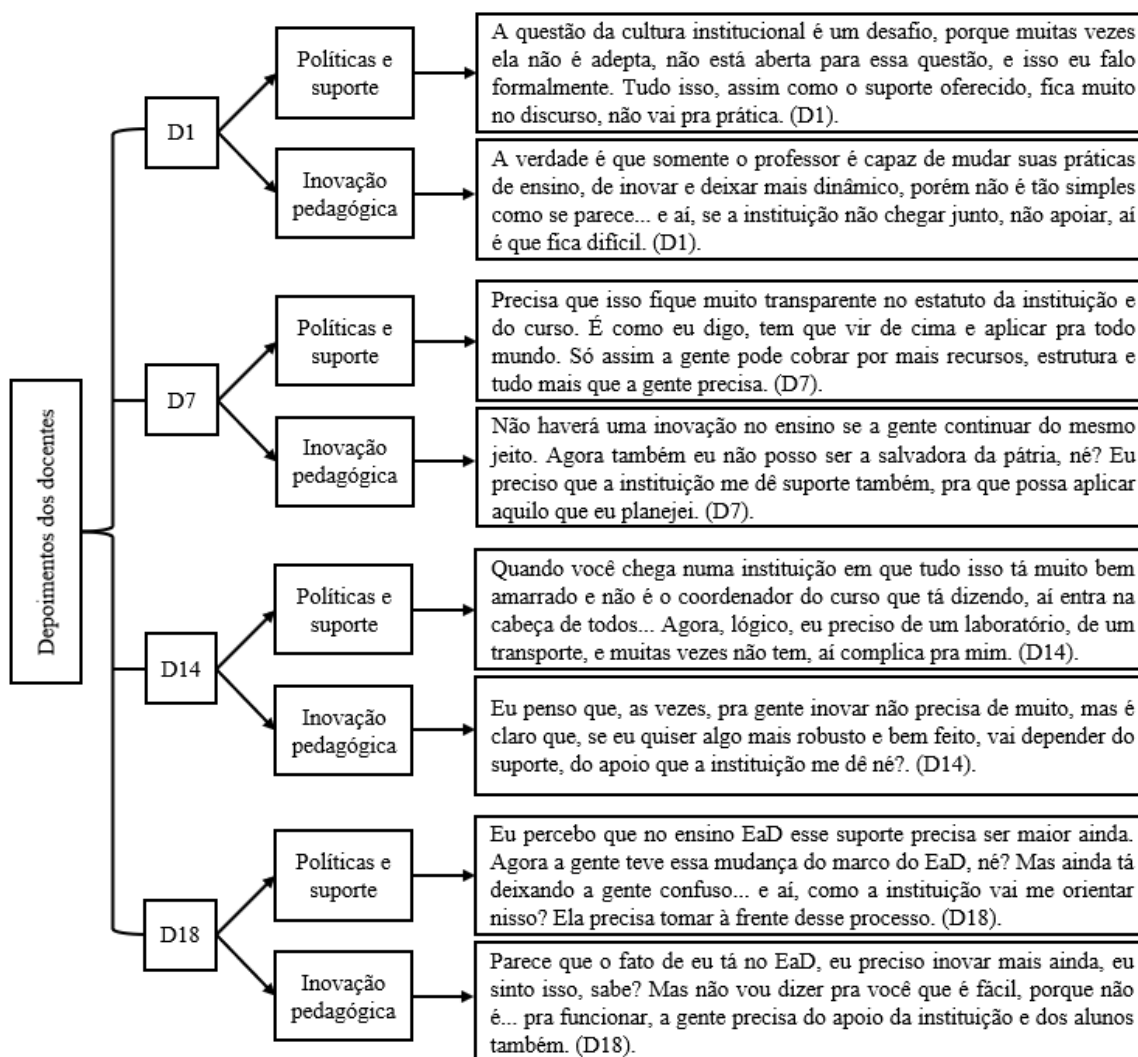 Depoimentos dos docentes
D1
Políticas e
suporte
A questão da cultura institucional é um desafio, porque muitas vezes
ela não é adepta, não está aberta para essa questão, e isso eu falo
formalmente. Tudo isso, assim como o suporte oferecido, fica muito
no discurso, não vai pra prática. (D1).
Inovação
pedagógica
A verdade é que somente o professor é capaz de mudar suas práticas
de ensino, de inovar e deixar mais dinâmico, porém não é tão simples
como se parece... e aí, se a instituição não chegar junto, não apoiar, aí
é que fica difícil. (D1).
D7
Políticas e
suporte
Precisa que isso fique muito transparente no estatuto da instituição e
do curso. É como eu digo, tem que vir de cima e aplicar pra todo
mundo. Só assim a gente pode cobrar por mais recursos, estrutura e
tudo mais que a gente precisa. (D7).
Inovação
pedagógica
Não haverá uma inovação no ensino se a gente continuar do mesmo
jeito. Agora também eu não posso ser a salvadora da pátria, né? Eu
preciso que a instituição me dê suporte também, pra que possa aplicar
aquilo que eu planejei. (D7).
D14
Políticas e
suporte
Quando você chega numa instituição em que tudo isso tá muito bem
amarrado e não é o coordenador do curso que tá dizendo, aí entra na
cabeça de todos... Agora, lógico, eu preciso de um laboratório, de um
transporte, e muitas vezes não tem, aí complica pra mim. (D14).
Inovação
pedagógica
Eu penso que, as vezes, pra gente inovar não precisa de muito, mas é
claro que, se eu quiser algo mais robusto e bem feito, vai depender do
suporte, do apoio que a instituição me dê né?. (D14).
D18
Políticas e
suporte
Eu percebo que no ensino EaD esse suporte precisa ser maior ainda.
Agora a gente teve essa mudança do marco do EaD, né? Mas ainda tá
deixando a gente confuso... e aí, como a instituição vai me orientar
nisso? Ela precisa tomar à frente desse processo. (D18).
Inovação
pedagógica
Parece que o fato de eu tá no EaD, eu preciso inovar mais ainda, eu
sinto isso, sabe? Mas não vou dizer pra você que é fácil, porque não
é... pra funcionar, a gente precisa do apoio da instituição e dos alunos
também. (D18).